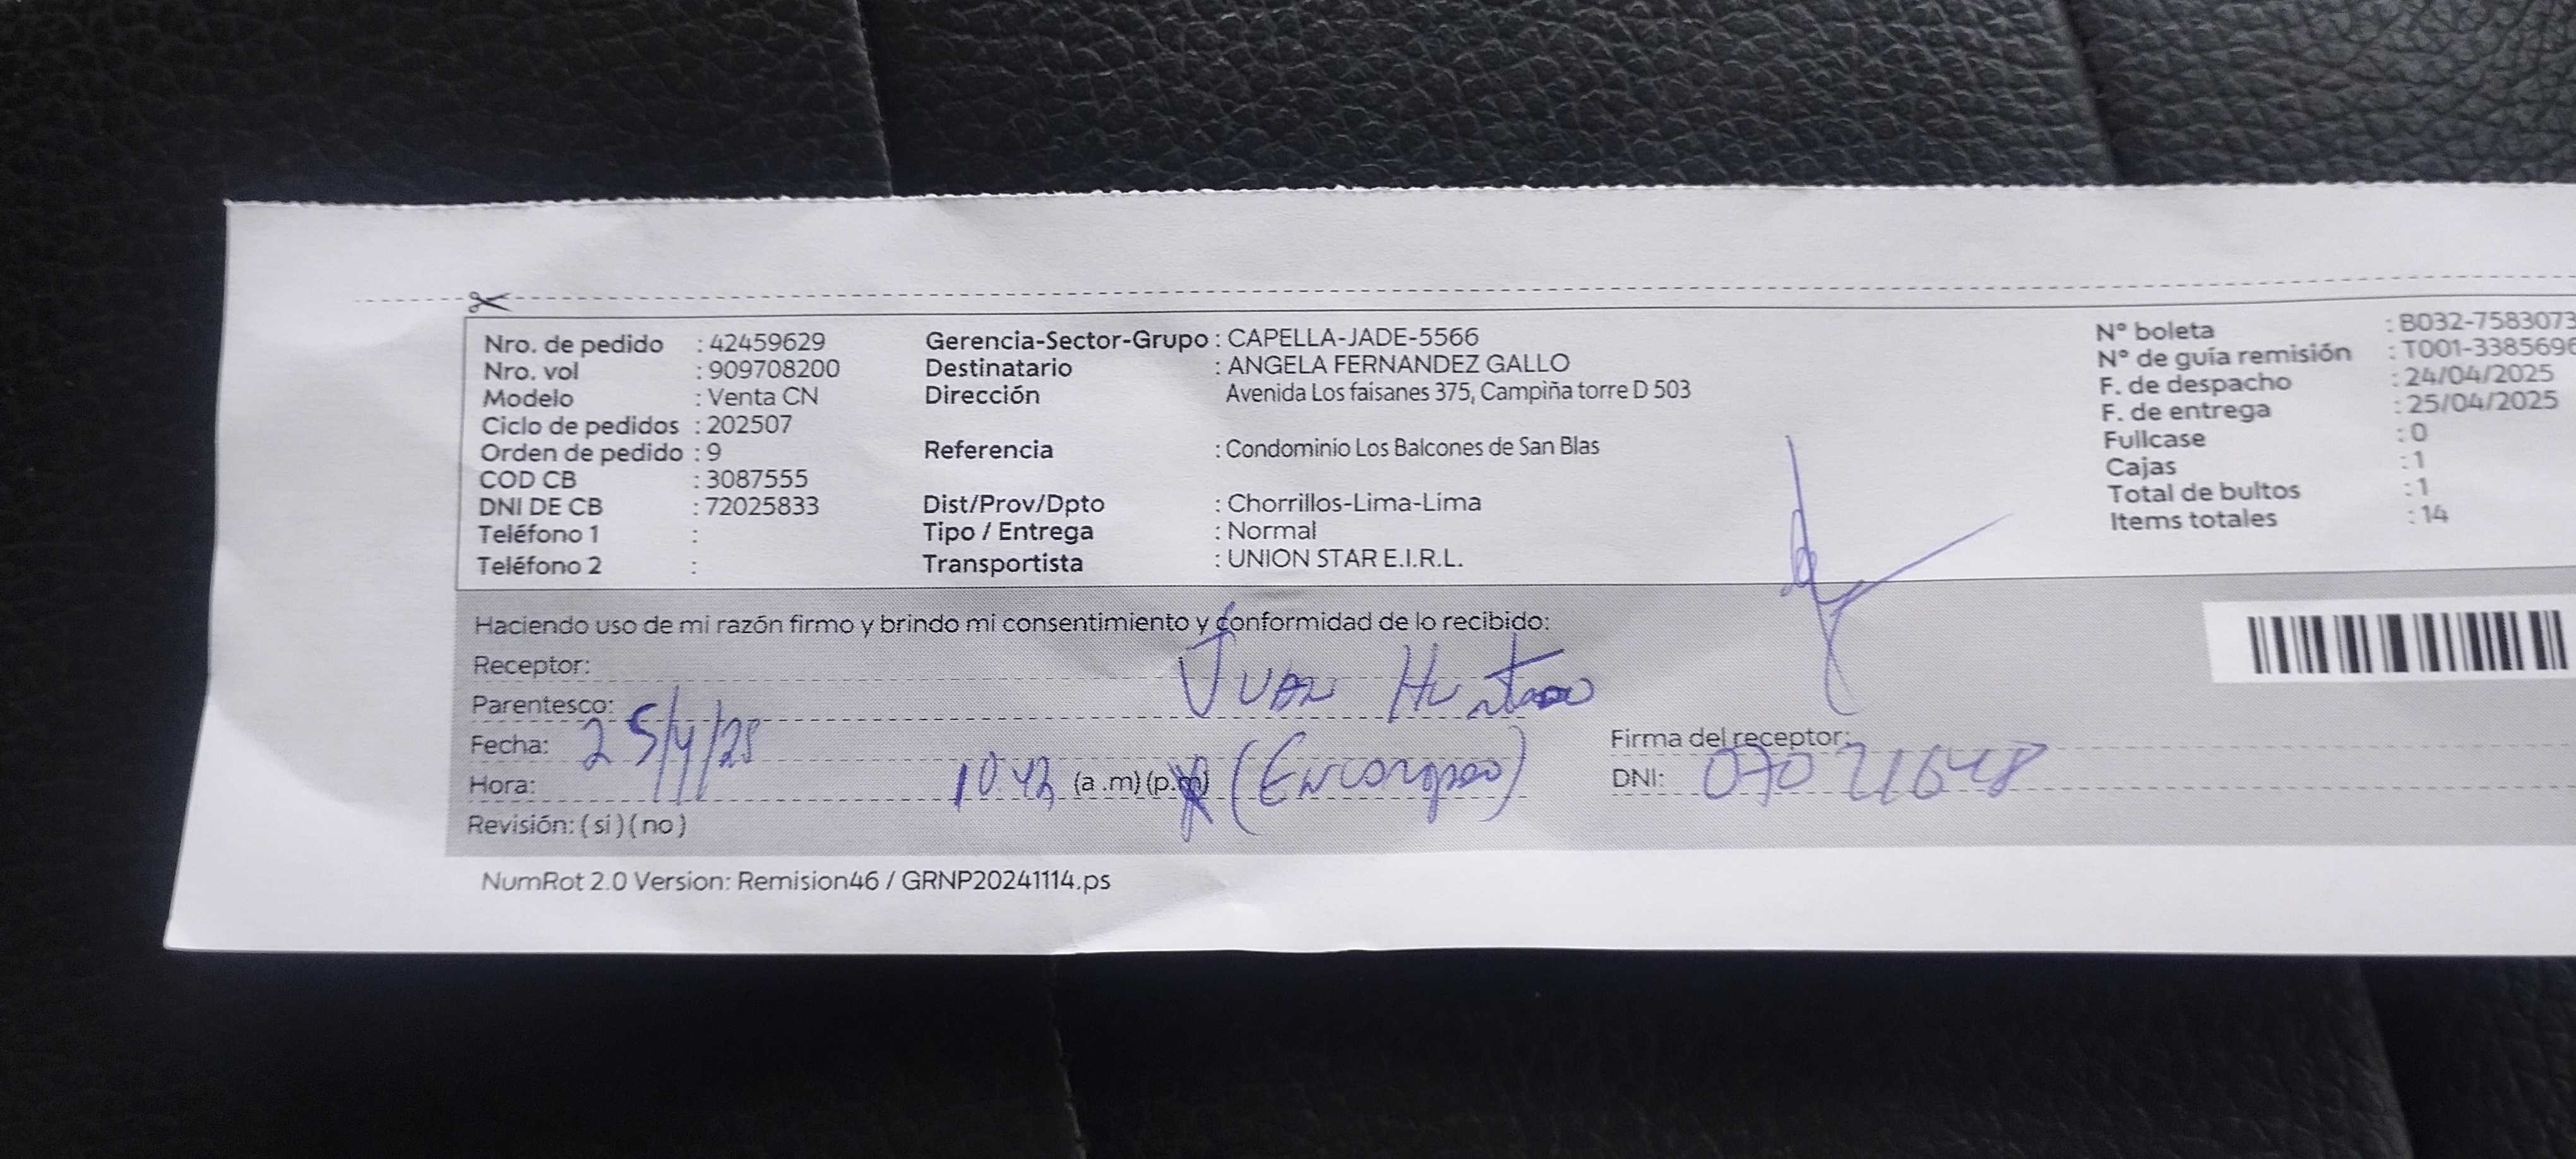 Nro. de pedido : 42459629
Nro. vol : 909708200
Modelo : Venta CN
Ciclo de pedidos : 202507
Orden de pedido : 9
COD CB : 3087555
DNI DE CB : 72025833
Teléfono 1 :
Teléfono 2 :
Gerencia-Sector-Grupo : CAPELLA-JADE-5566
Destinatario : ANGELA FERNANDEZ GALLO
Dirección Avenida Los faisanes 375, Campiña torre D 503
Referencia : Condominio Los Balcones de San Blas
Dist/Prov/Dpto : Chorrillos-Lima-Lima
Tipo / Entrega : Normal
Transportista : UNION STAR E.I.R.L.
N° boleta : B032-7583073
N° de guía remisión : T001-3385696
F. de despacho : 24/04/2025
F. de entrega : 25/04/2025
Fullcase : 0
Cajas : 1
Total de bultos : 1
Items totales : 14
Haciendo uso de mi razón firmo y brindo mi consentimiento y conformidad de lo recibido:
Receptor: Juan
Parentesco:
Fecha: 25/4/25
Hora: 10:43 (a .m) (p.m)
Firma del receptor:
DNI:
Revisión: ( si ) ( no )
NumRot 2.0 Version: Remision46 / GRNP20241114.ps